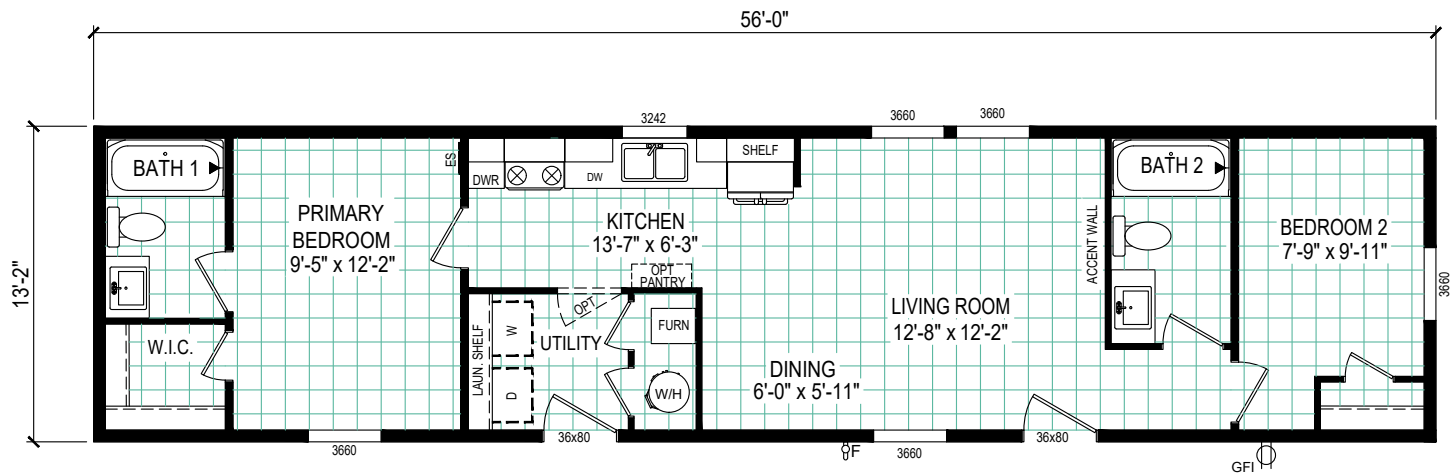 56'-0"
3242
3660
3660
13'-2"
BATH 1
ES
DWR
DW
SHELF
BATH 2
PRIMARY
BEDROOM
9'-5" x 12'-2"
KITCHEN
13'-7" x 6'-3"
OPT
PANTRY
ACCENT WALL
BEDROOM 2
7'-9" x 9'-11"
3660
W.I.C.
LAUN. SHELF
W
D
OPT
UTILITY
FURN
W/H
LIVING ROOM
12'-8" x 12'-2"
DINING
6'-0" x 5'-11"
3660
36x80
F
3660
36x80
GFI